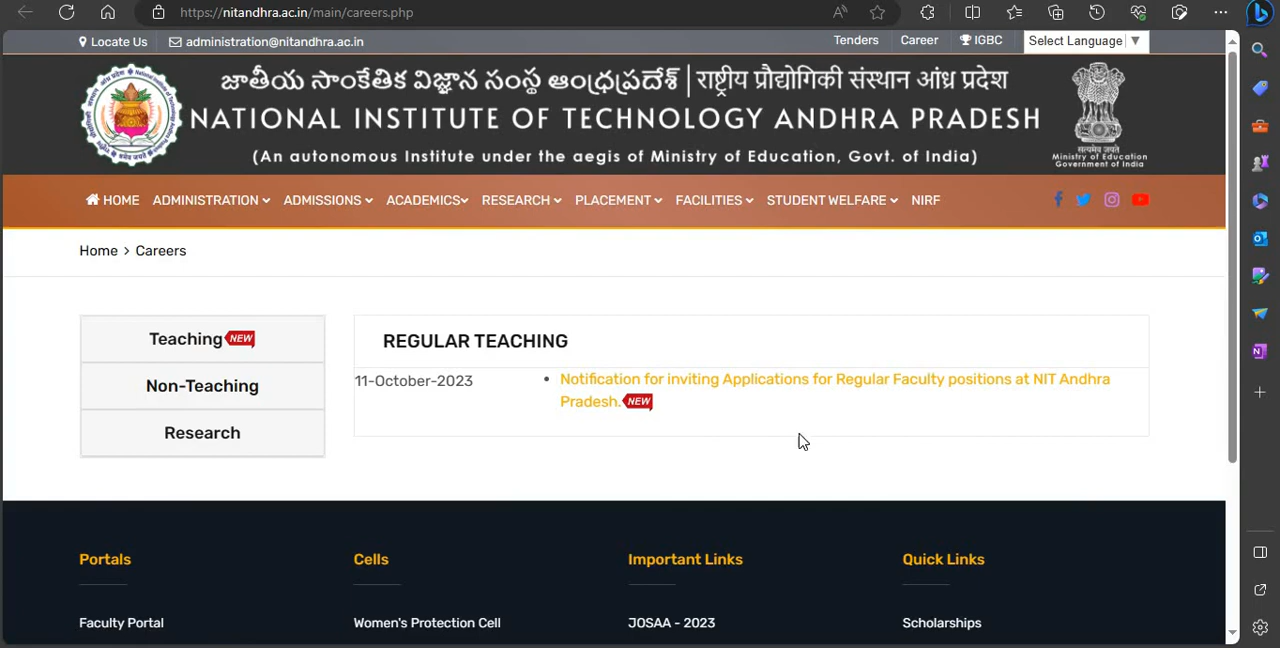 https://nitandhra.ac.in/main/careers.php
Locate Us administration@nitandhra.ac.in Tenders Career IGBC Select Language ▼
జాతీయ సాంకేతిక విజ్ఞాన సంస్థ ఆంధ్రప్రదేశ్ | राष्ट्रीय प्रौद्योगिकी संस्थान आंध्र प्रदेश
NATIONAL INSTITUTE OF TECHNOLOGY ANDHRA PRADESH
(An autonomous Institute under the aegis of Ministry of Education, Govt. of India)
सत्यमेव जयते
Ministry of Education
Government of India
HOME ADMINISTRATION ADMISSIONS ACADEMICS RESEARCH PLACEMENT FACILITIES STUDENT WELFARE NIRF
Home > Careers
Teaching NEW
Non-Teaching
Research
REGULAR TEACHING
11-October-2023
• Notification for inviting Applications for Regular Faculty positions at NIT Andhra
Pradesh. NEW
Portals Cells Important Links Quick Links
Faculty Portal Women's Protection Cell JOSAA - 2023 Scholarships